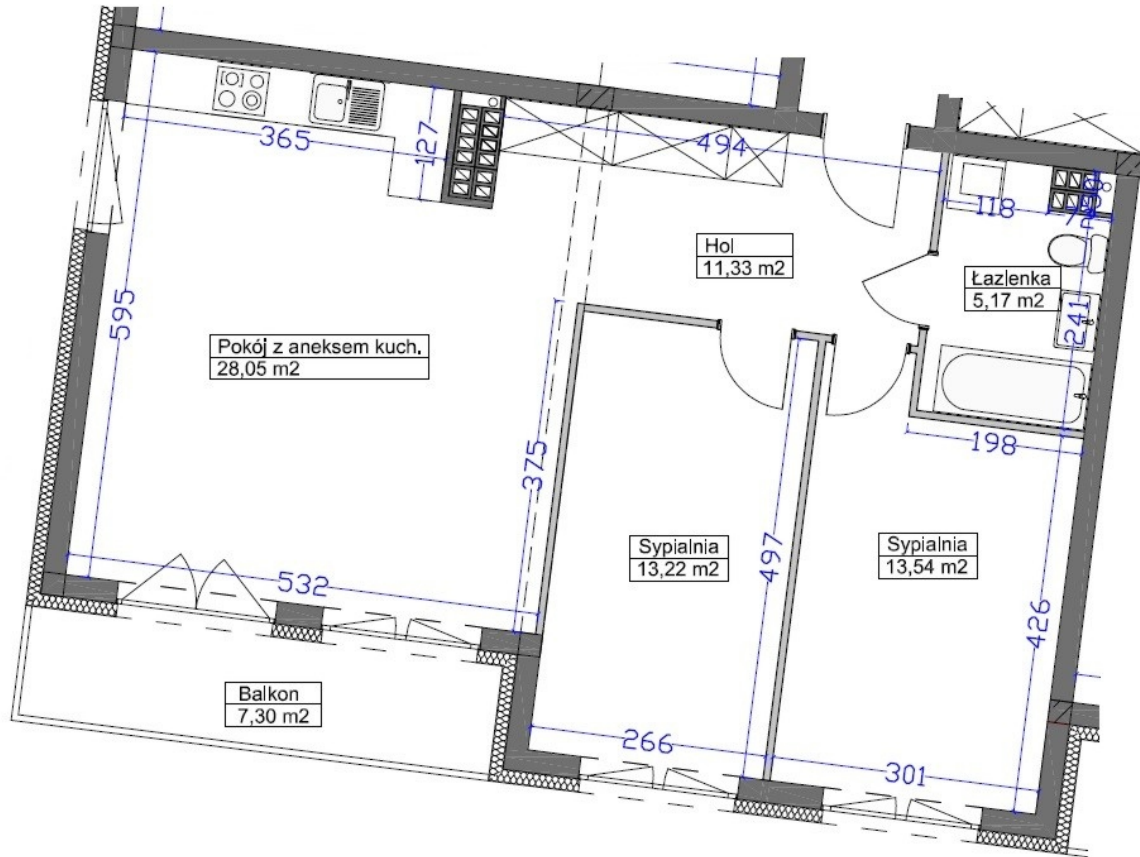 365
127
494
118
595
Hol
11,33 m2
Łazienka
5,17 m2
241
Pokój z aneksem kuch.
28,05 m2
375
198
Sypialnia
13,22 m2
497
Sypialnia
13,54 m2
532
426
Balkon
7,30 m2
266
301